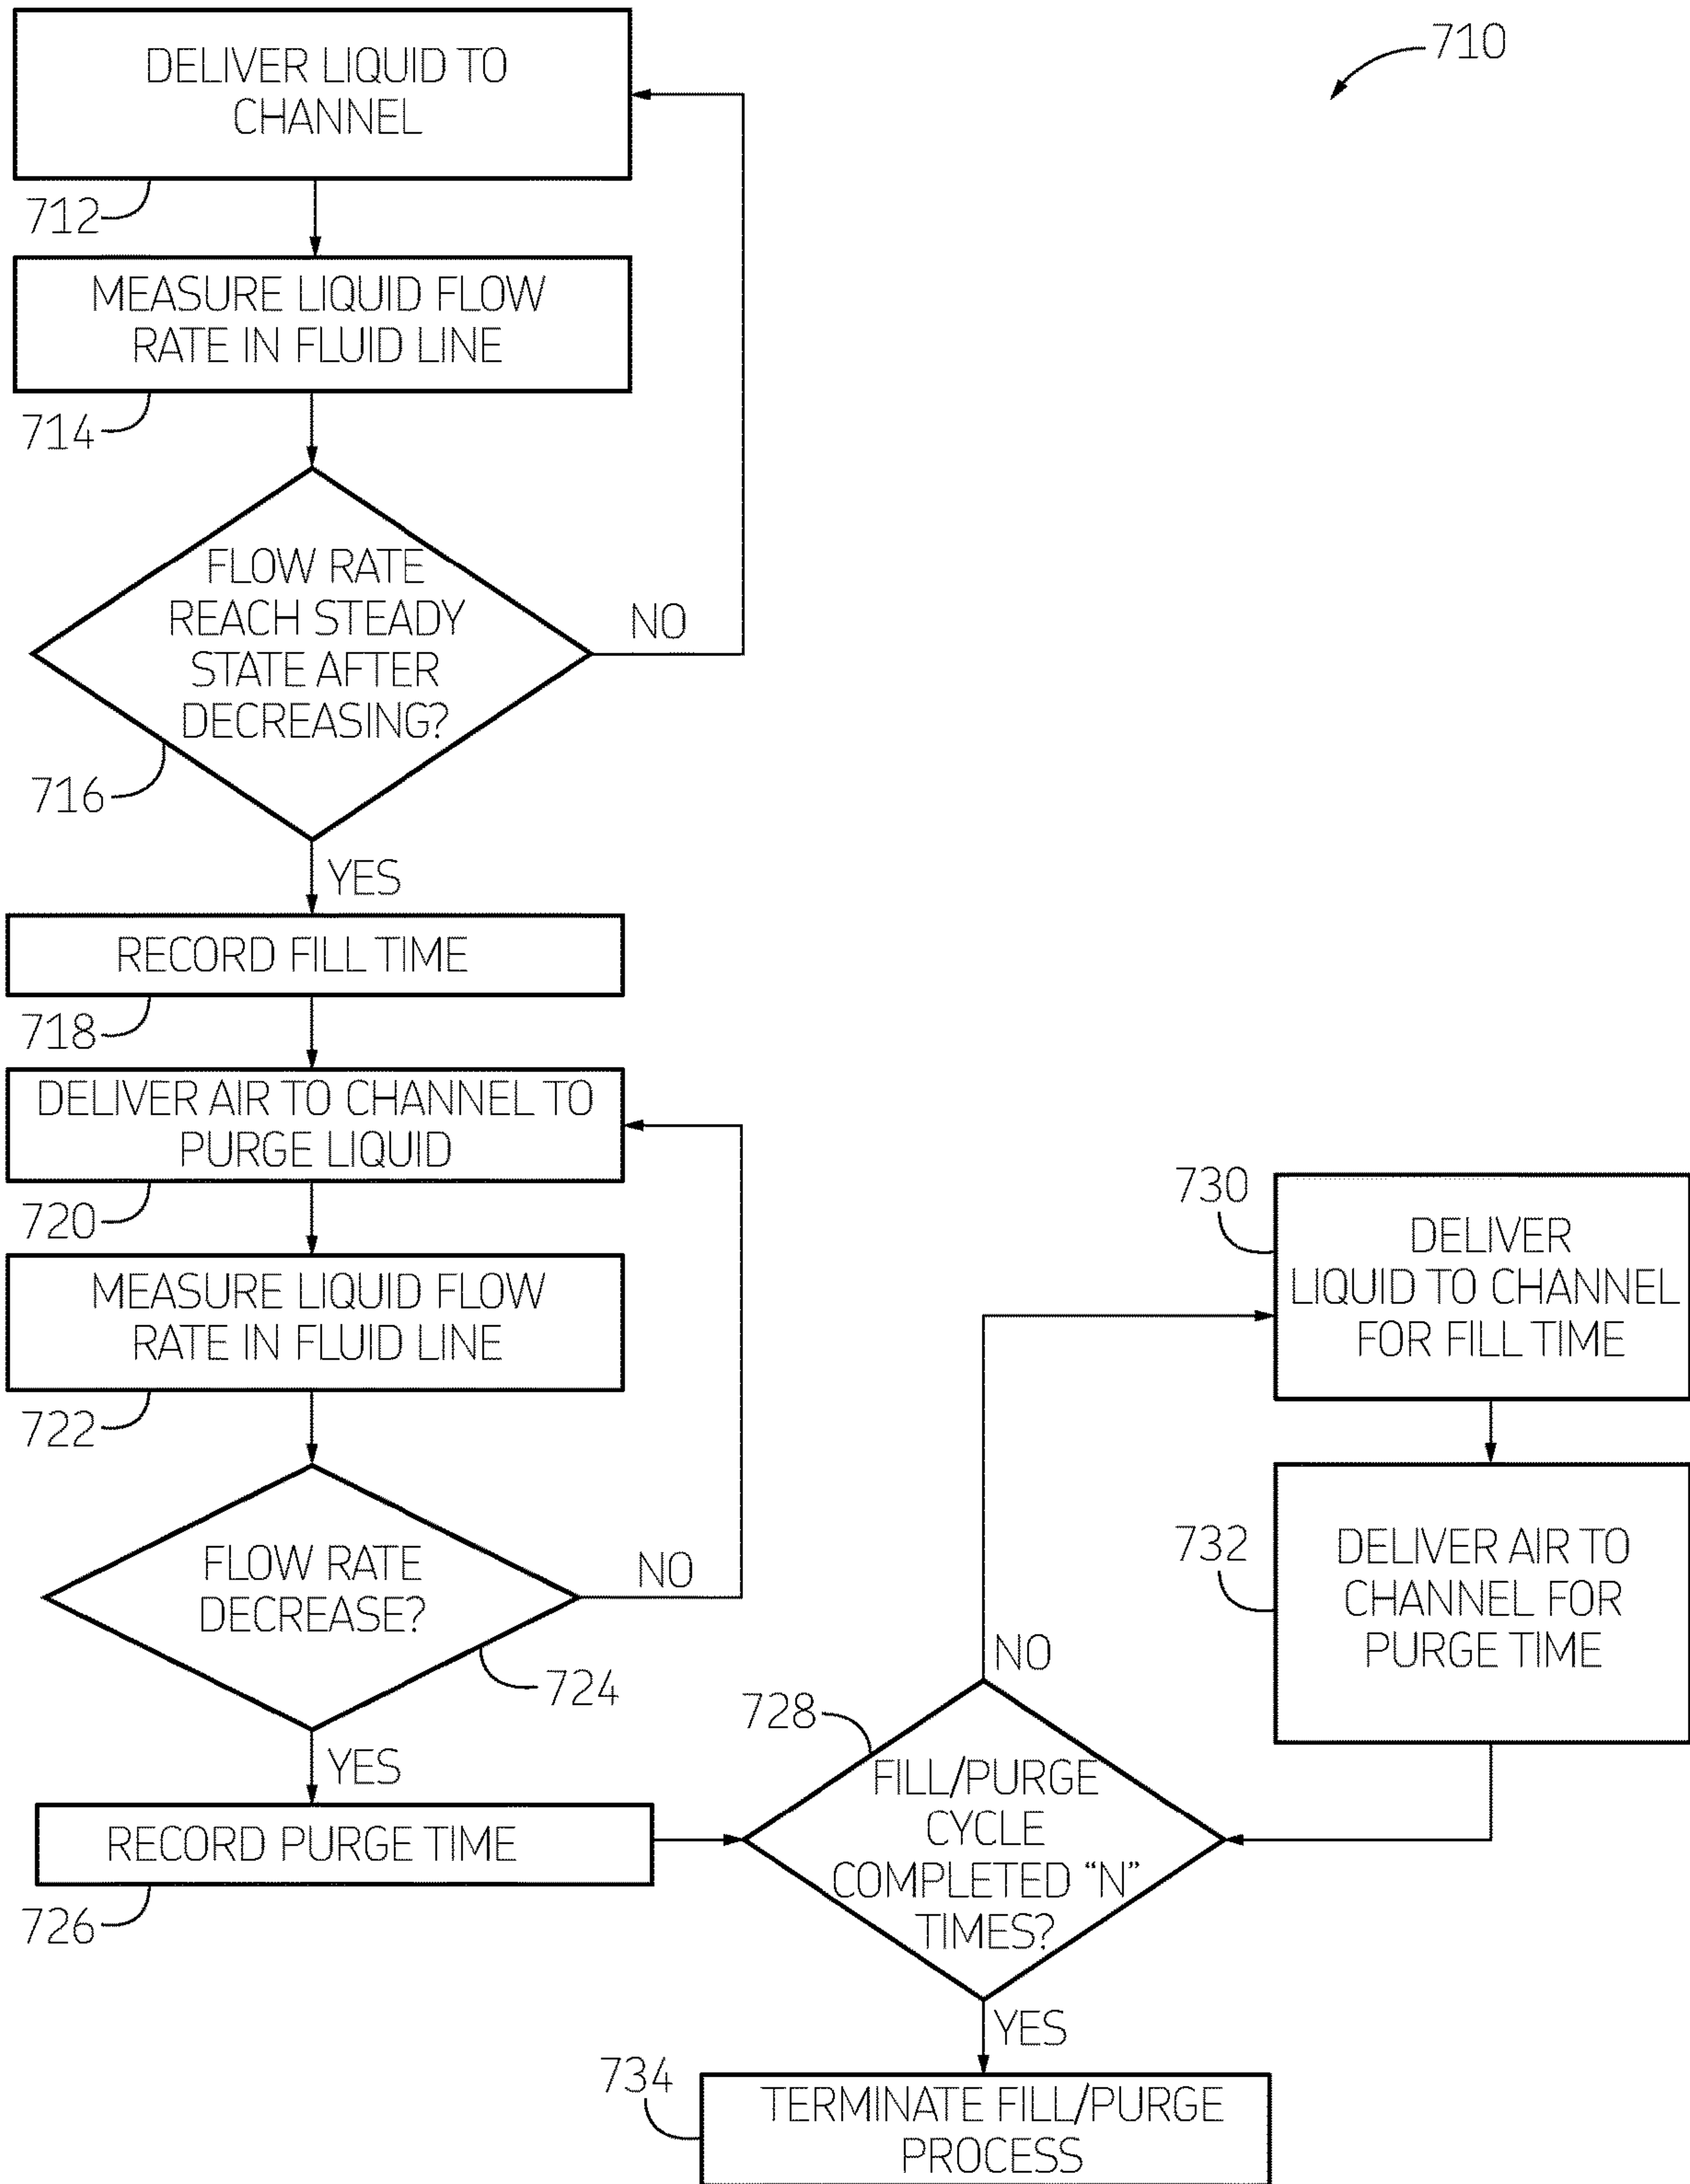 710
DELIVER LIQUID TO
CHANNEL
712
MEASURE LIQUID FLOW
RATE IN FLUID LINE
714
FLOW RATE
REACH STEADY
STATE AFTER
DECREASING?
NO
716
YES
RECORD FILL TIME
718
DELIVER AIR TO CHANNEL TO
PURGE LIQUID
720
MEASURE LIQUID FLOW
RATE IN FLUID LINE
722
FLOW RATE
DECREASE?
NO
724
YES
RECORD PURGE TIME
726
728
FILL/PURGE
CYCLE
COMPLETED “N”
TIMES?
NO
730
DELIVER
LIQUID TO CHANNEL
FOR FILL TIME
732
DELIVER AIR TO
CHANNEL FOR
PURGE TIME
YES
734
TERMINATE FILL/PURGE
PROCESS